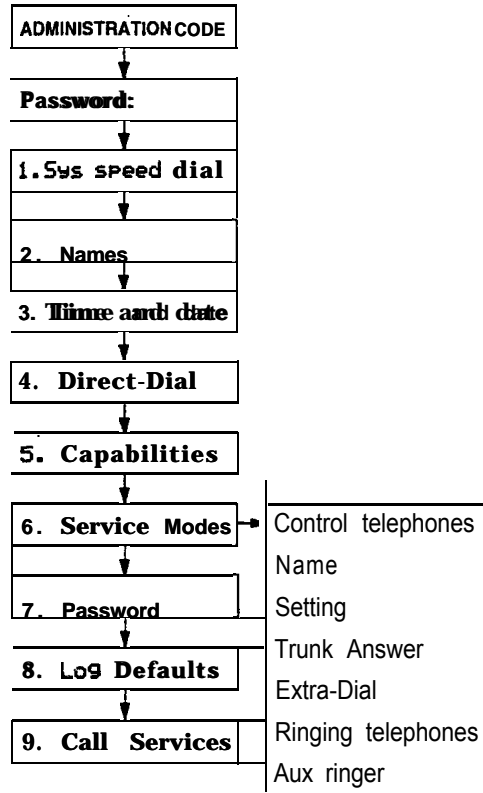 ADMINISTRATION CODE
Password:
1. Sys speed dial
2. Names
3. Time and date
4. Direct-Dial
5. Capabilities
6. Service Modes
7. Password
8. Log Defaults
9. Call Services
Control telephones
Name
Setting
Trunk Answer
Extra-Dial
Ringing telephones
Aux ringer